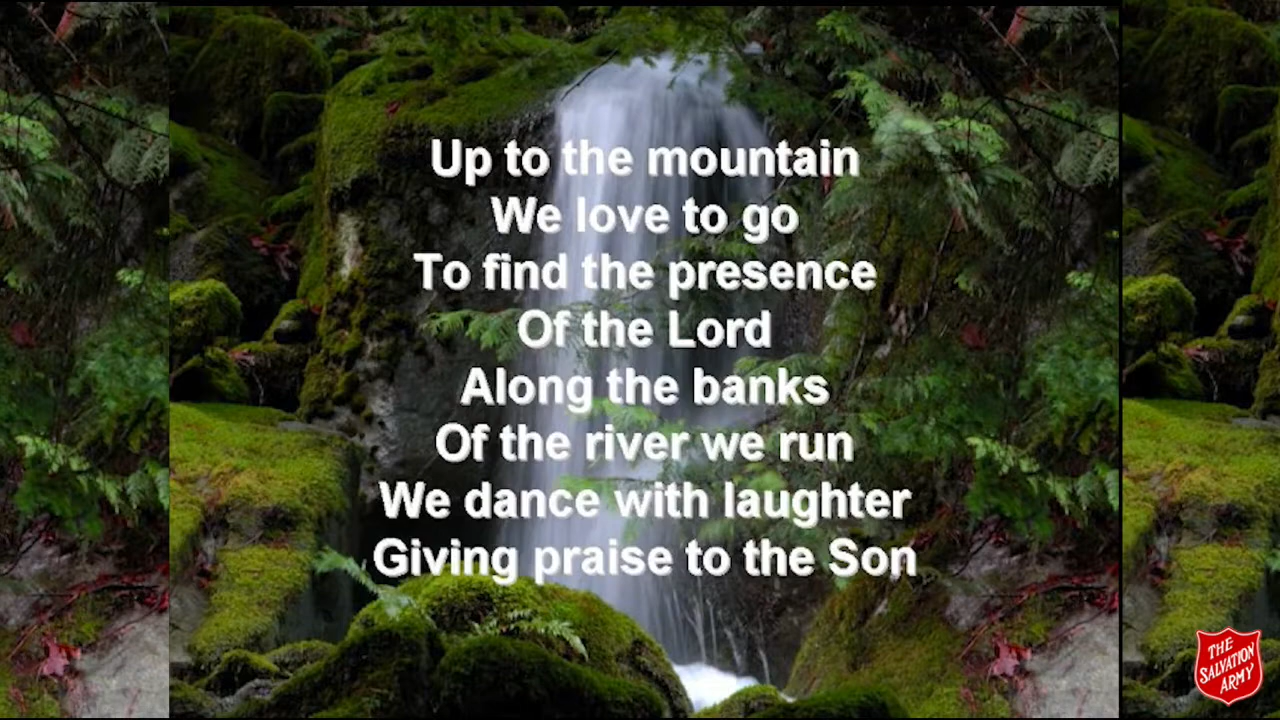 Up to the mountain
We love to go
To find the presence
Of the Lord
Along the banks
Of the river we run
We dance with laughter
Giving praise to the Son
THE
SALVATION
ARMY